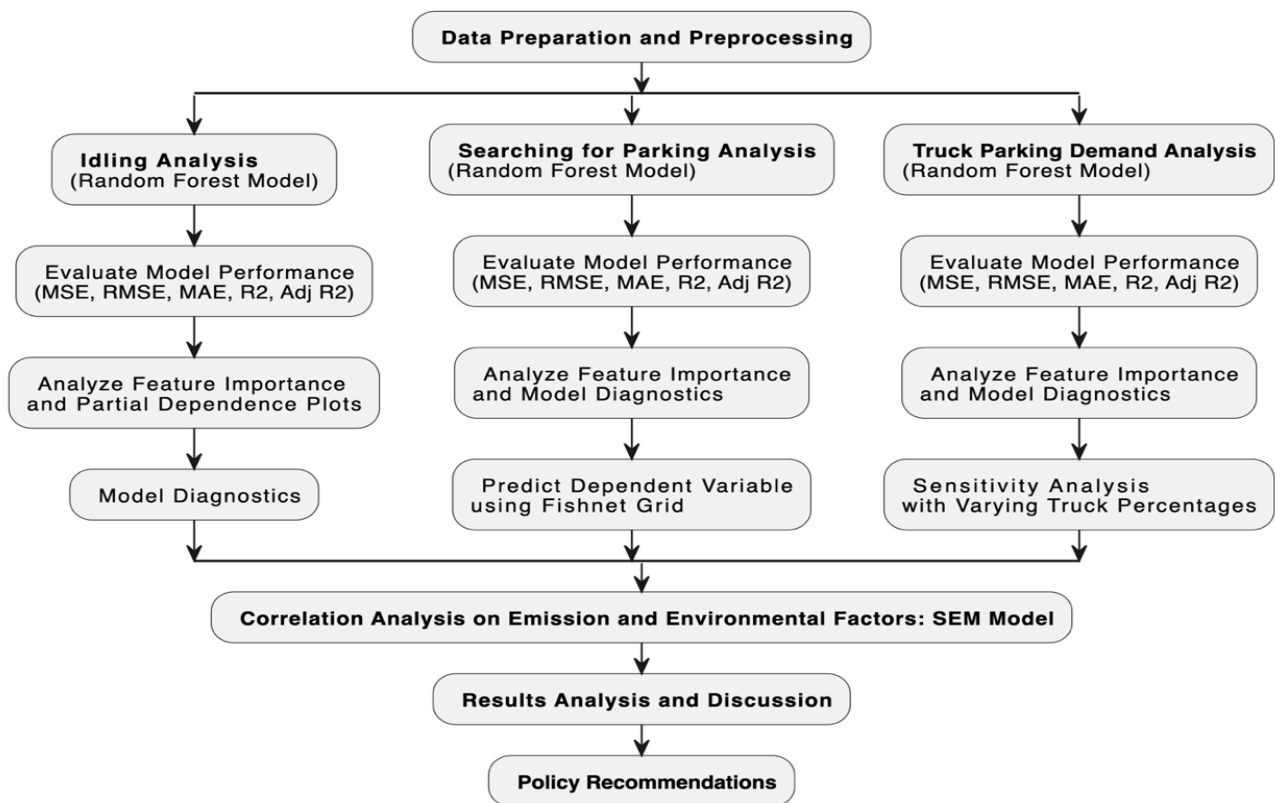 Data Preparation and Preprocessing
Idling Analysis
(Random Forest Model)
Searching for Parking Analysis
(Random Forest Model)
Truck Parking Demand Analysis
(Random Forest Model)
Evaluate Model Performance
(MSE, RMSE, MAE, R2, Adj R2)
Evaluate Model Performance
(MSE, RMSE, MAE, R2, Adj R2)
Evaluate Model Performance
(MSE, RMSE, MAE, R2, Adj R2)
Analyze Feature Importance
and Partial Dependence Plots
Analyze Feature Importance
and Model Diagnostics
Analyze Feature Importance
and Model Diagnostics
Model Diagnostics
Predict Dependent Variable
using Fishnet Grid
Sensitivity Analysis
with Varying Truck Percentages
Correlation Analysis on Emission and Environmental Factors: SEM Model
Results Analysis and Discussion
Policy Recommendations